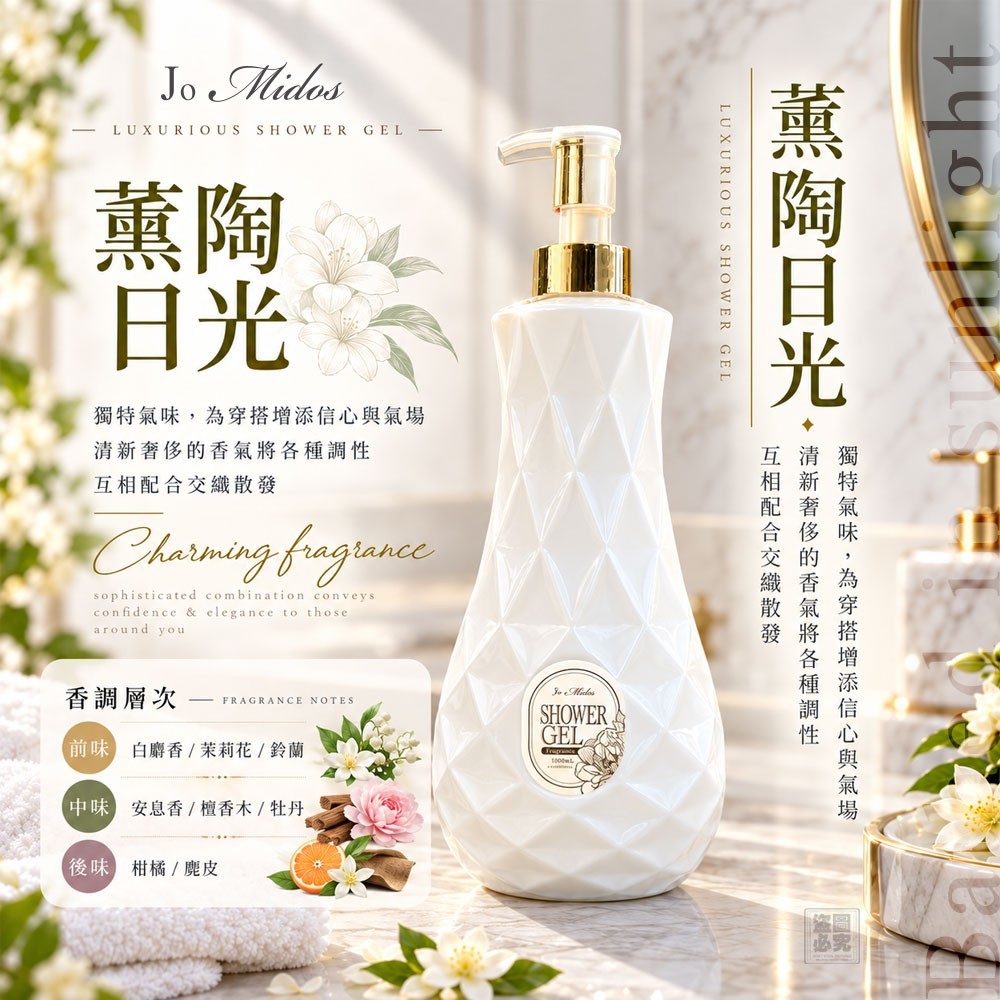 Jo Midos
LUXURIOUS SHOWER GEL
薰陶
日光
獨特氣味，為穿搭增添信心與氣場
清新奢侈的香氣將各種調性
互相配合交織散發
Charming fragrance
sophisticated combination conveys
confidence & elegance to those
around you
香調層次 — FRAGRANCE NOTES
前味 白麝香 / 茉莉花 / 鈴蘭
中味 安息香 / 檀香木 / 牡丹
後味 柑橘 / 麂皮
Jo Midos
SHOWER
GEL
Fragrance
1000mL
LUXURIOUS SHOWER GEL
薰陶日光
獨特氣味，為穿搭增添信心與氣場
清新奢侈的香氣將各種調性
互相配合交織散發
盜圖
必究